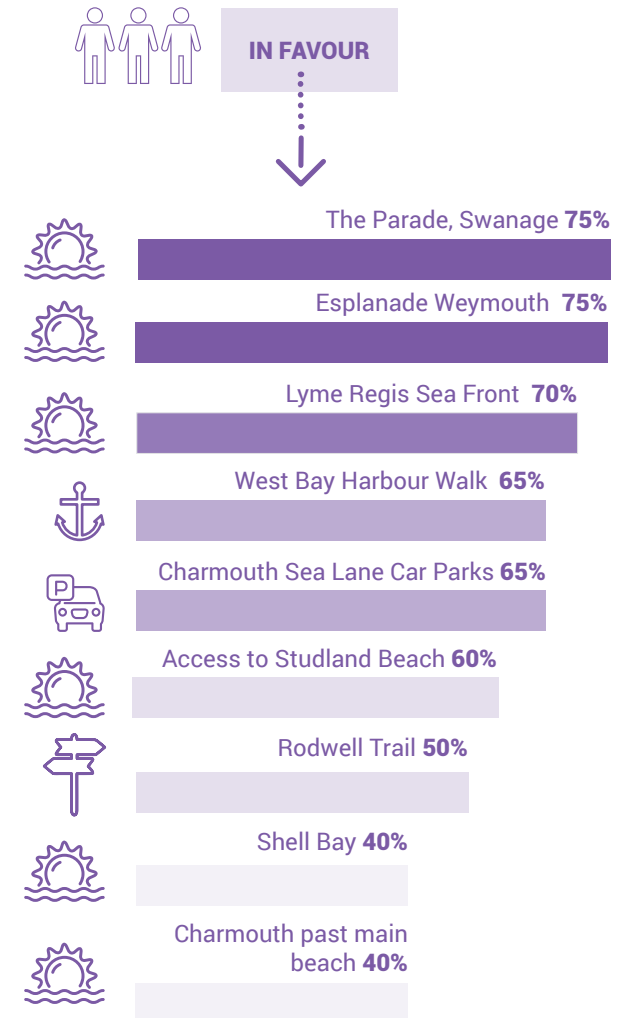 IN FAVOUR
The Parade, Swanage 75%
Esplanade Weymouth 75%
Lyme Regis Sea Front 70%
West Bay Harbour Walk 65%
P
Charmouth Sea Lane Car Parks 65%
Access to Studland Beach 60%
Rodwell Trail 50%
Shell Bay 40%
Charmouth past main
beach 40%